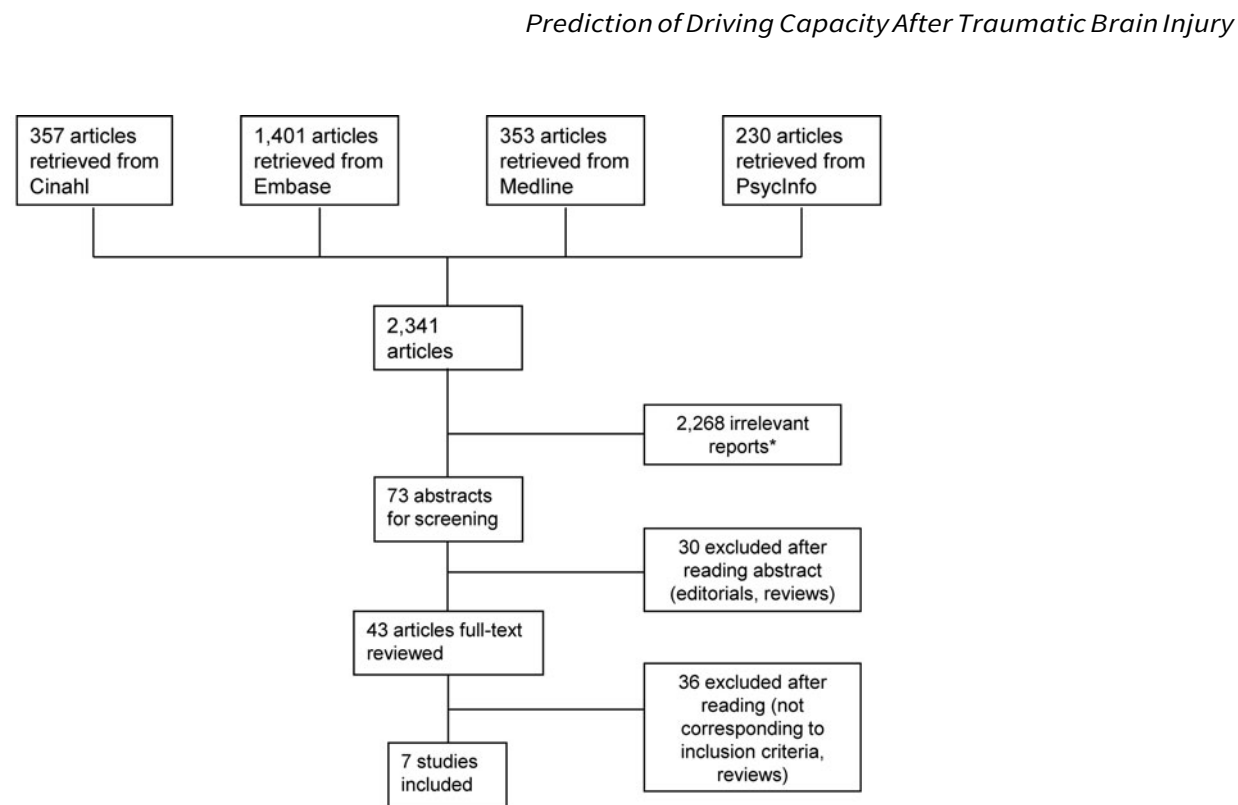 Prediction of Driving Capacity After Traumatic Brain Injury
357 articles
retrieved from
Cinahl
1,401 articles
retrieved from
Embase
353 articles
retrieved from
Medline
230 articles
retrieved from
PsycInfo
2,341
articles
2,268 irrelevant
reports*
73 abstracts
for screening
30 excluded after
reading abstract
(editorials, reviews)
43 articles full-text
reviewed
36 excluded after
reading (not
corresponding to
inclusion criteria,
reviews)
7 studies
included